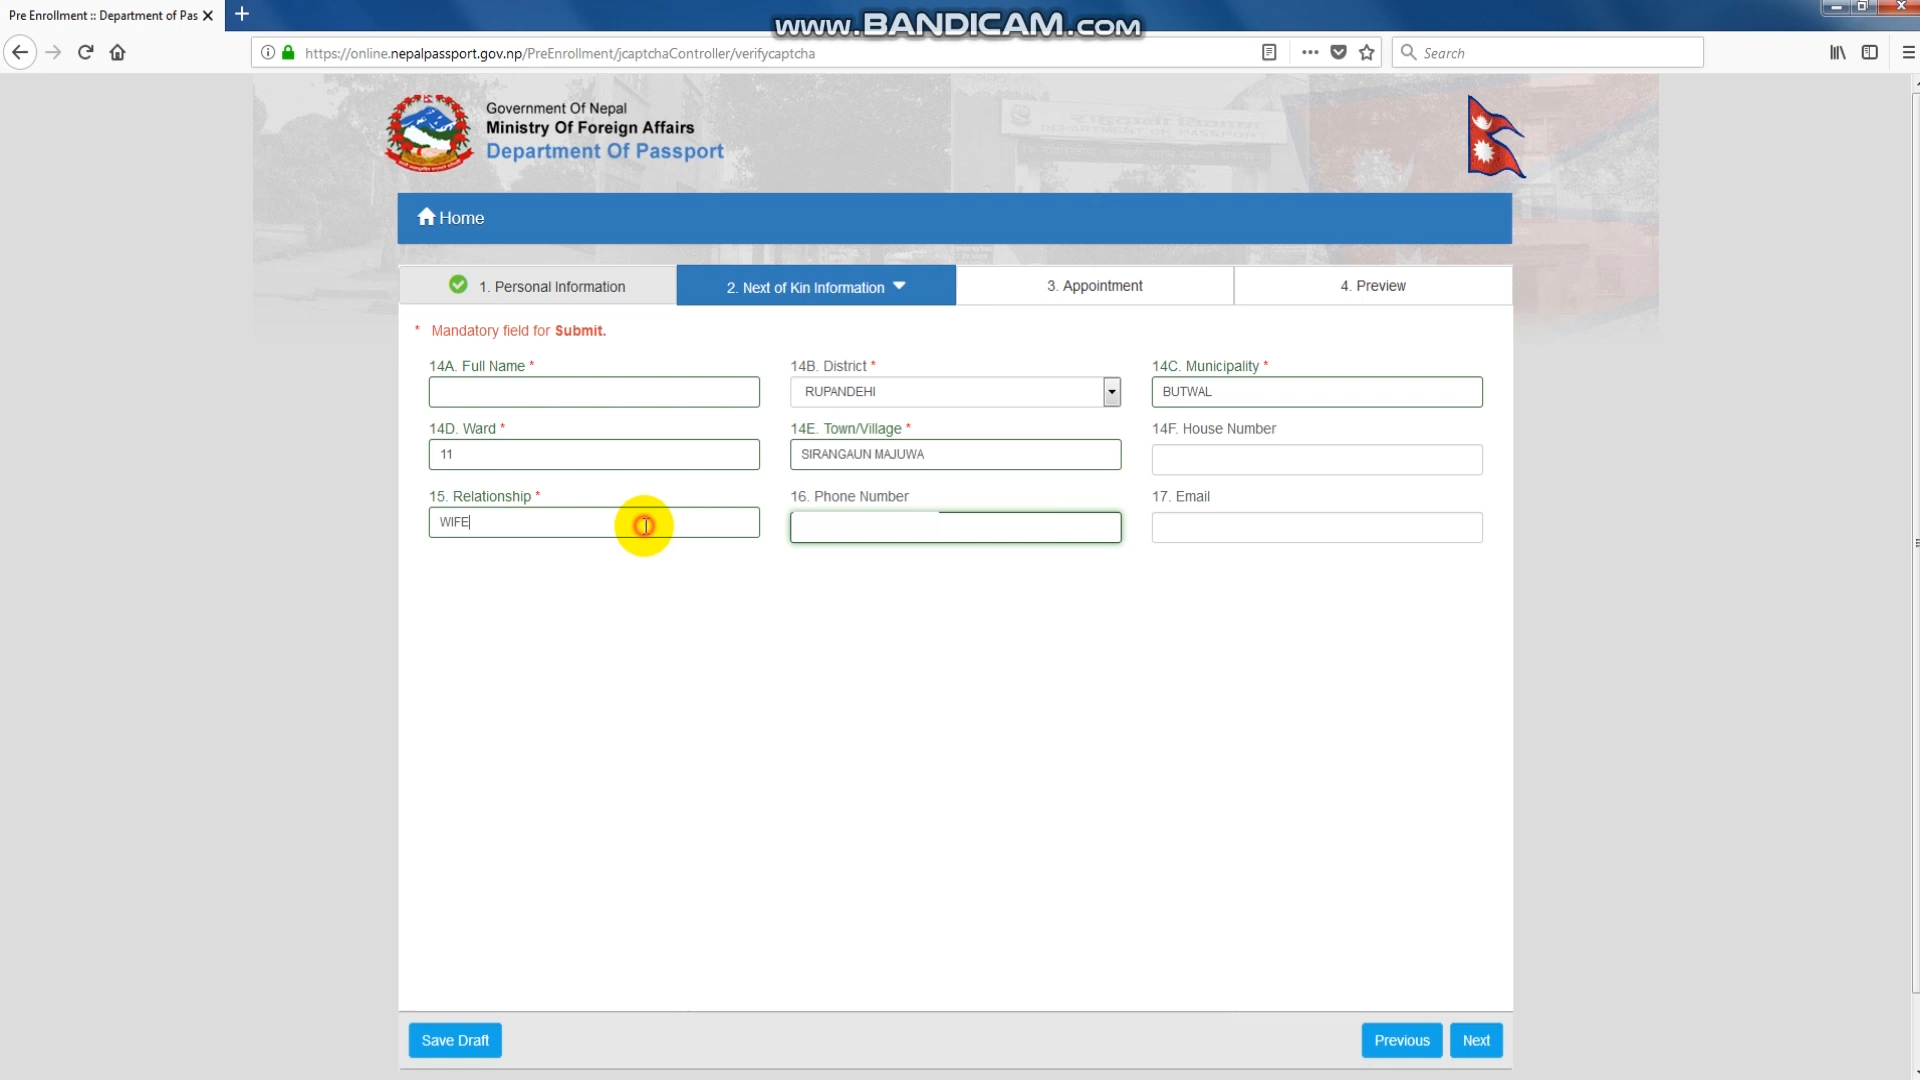 Pre Enrollment :: Department of Pas
www.BANDICAM.com
https://online.nepalpassport.gov.np/PreEnrollment/jcaptchaController/verifycaptcha
Search
Government Of Nepal
Ministry Of Foreign Affairs
Department Of Passport
Home
1. Personal Information
2. Next of Kin Information
3. Appointment
4. Preview
* Mandatory field for Submit.
14A. Full Name *
14B. District *
14C. Municipality *
RUPANDEHI
BUTWAL
14D. Ward *
14E. Town/Village *
14F. House Number
11
SIRANGAUN MAJUWA
15. Relationship *
16. Phone Number
17. Email
WIFE
Save Draft
Previous
Next